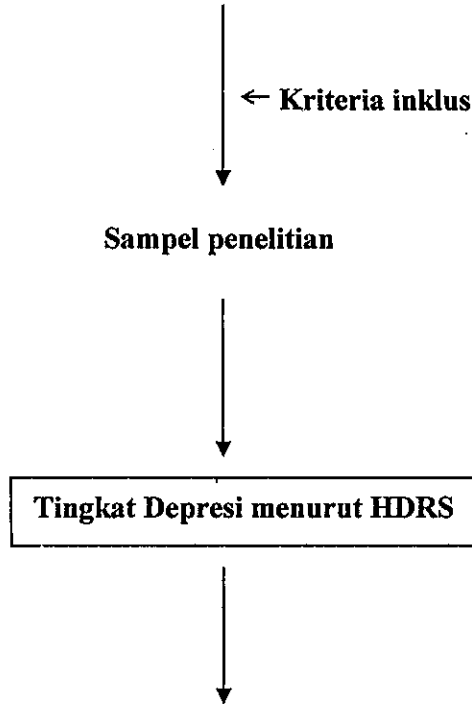 ← Kriteria inklus
Sampel penelitian
Tingkat Depresi menurut HDRS